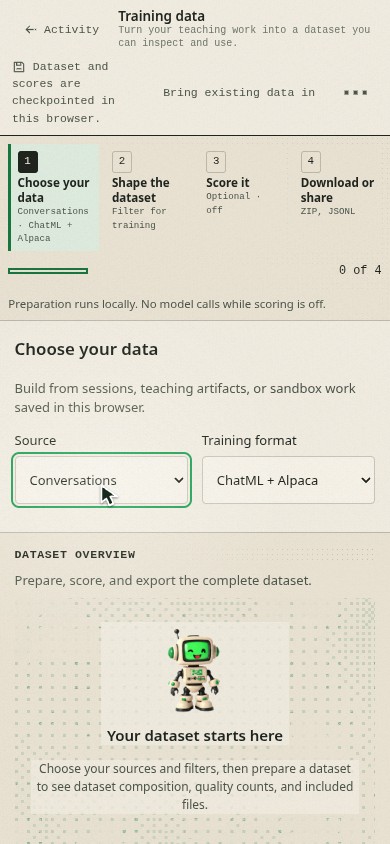 Activity
Training data
Turn your teaching work into a dataset you
can inspect and use.
Dataset and
scores are
checkpointed in
this browser.
Bring existing data in
1
Choose your
data
Conversations
· ChatML +
Alpaca
2
Shape the
dataset
Filter for
training
3
Score it
Optional ·
off
4
Download or
share
ZIP, JSONL
0 of 4
Preparation runs locally. No model calls while scoring is off.
Choose your data
Build from sessions, teaching artifacts, or sandbox work
saved in this browser.
Source
Conversations
Training format
ChatML + Alpaca
DATASET OVERVIEW
Prepare, score, and export the complete dataset.
Your dataset starts here
Choose your sources and filters, then prepare a dataset
to see dataset composition, quality counts, and included
files.